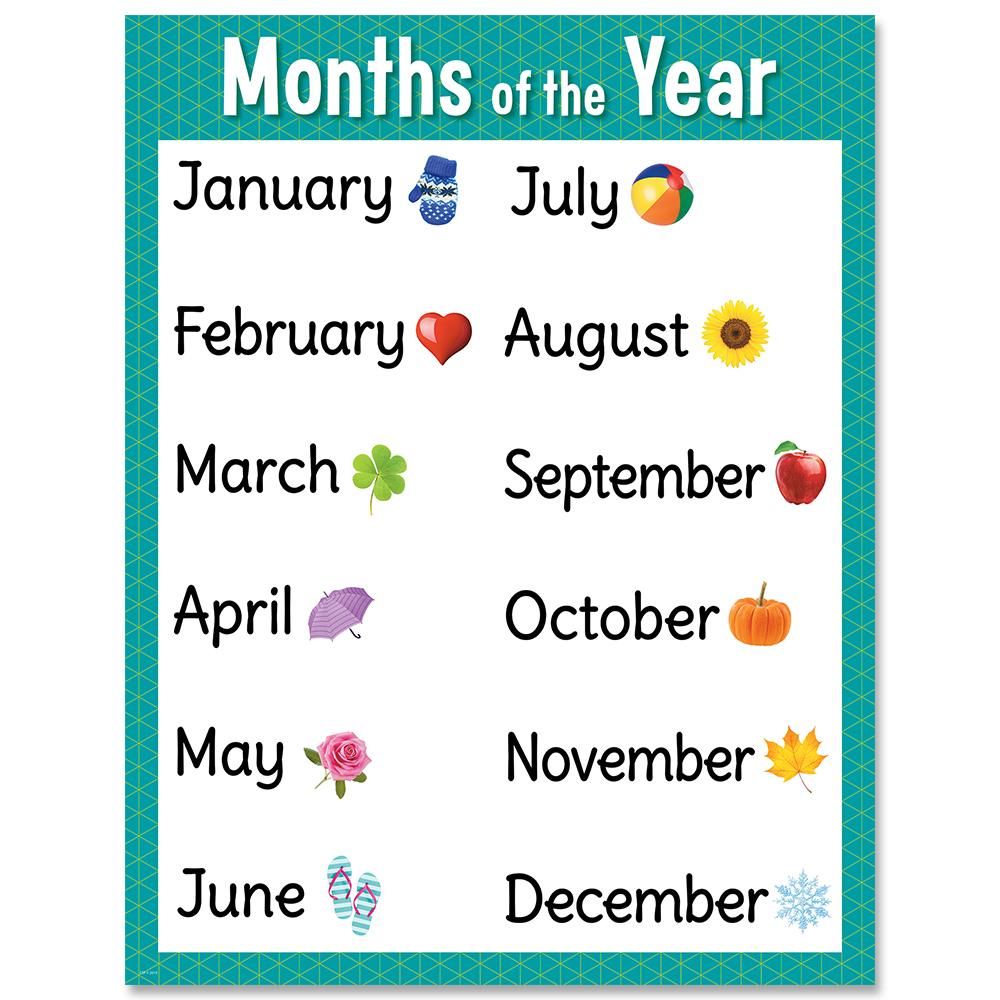 Months of the Year
January
February
March
April
May
June
July
August
September
October
November
December